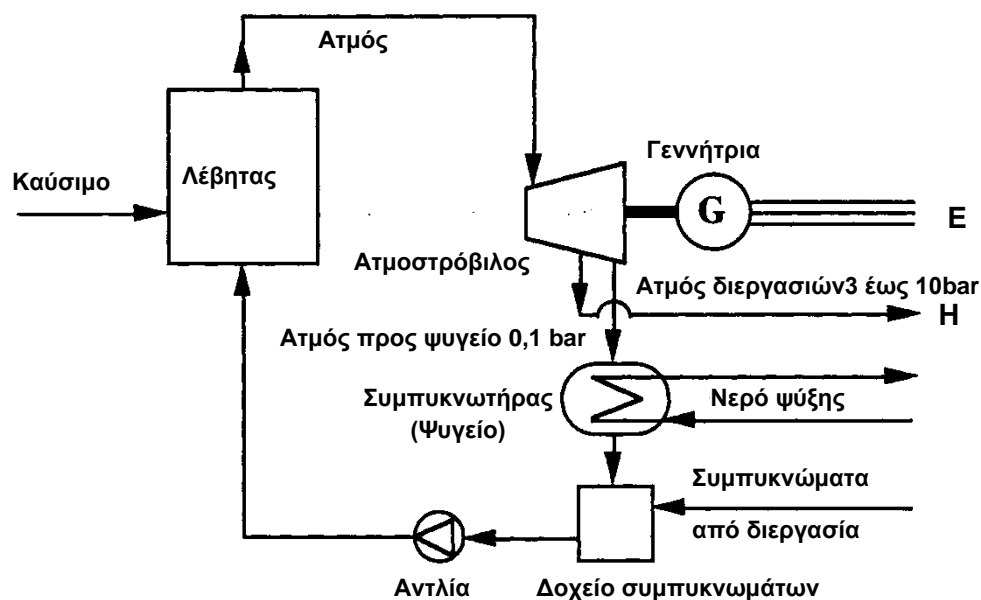 Ατμός
Γεννήτρια
Καύσιμο
Λέβητας
G
E
Ατμοστρόβιλος
Ατμός διεργασιών3 έως 10bar
H
Ατμός προς ψυγείο 0,1 bar
Συμπυκνωτήρας
(Ψυγείο)
Νερό ψύξης
Συμπυκνώματα
από διεργασία
Αντλία
Δοχείο συμπυκνωμάτων